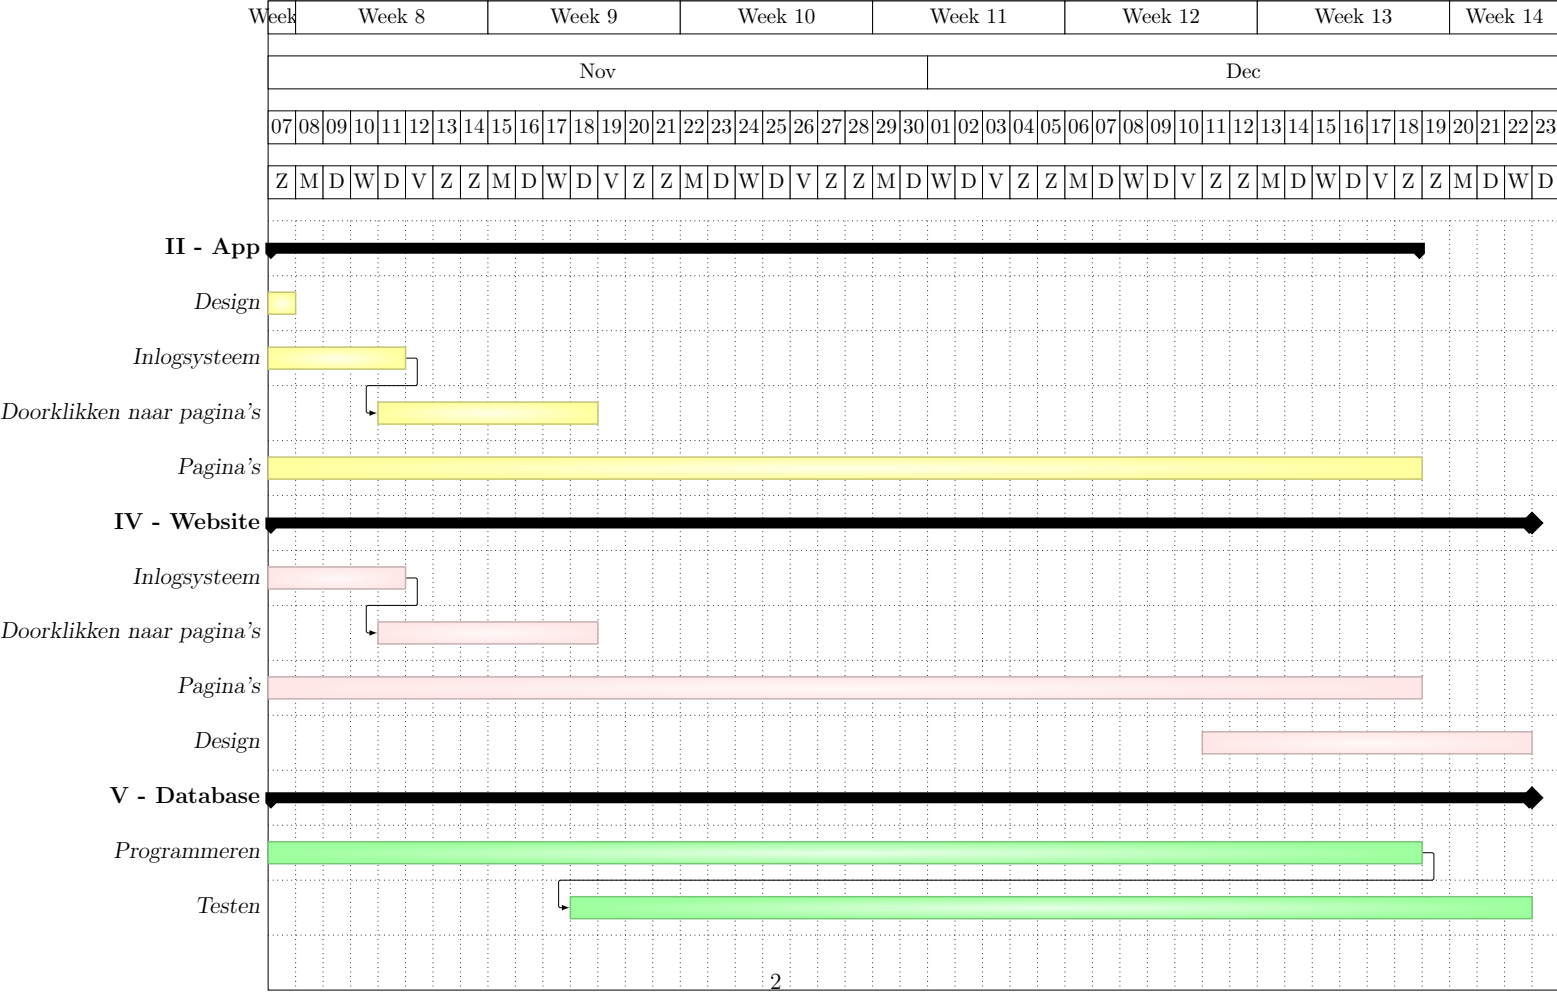 Week Week 8 Week 9 Week 10 Week 11 Week 12 Week 13 Week 14
Nov Dec
07 08 09 10 11 12 13 14 15 16 17 18 19 20 21 22 23 24 25 26 27 28 29 30 01 02 03 04 05 06 07 08 09 10 11 12 13 14 15 16 17 18 19 20 21 22 23
Z M D W D V Z Z M D W D V Z Z M D W D V Z Z M D W D V Z Z M D W D V Z Z M D W D V Z Z M D W D
II - App
Design
Inlogsysteem
Doorklikken naar pagina's
Pagina's
IV - Website
Inlogsysteem
Doorklikken naar pagina's
Pagina's
Design
V - Database
Programmeren
Testen
2